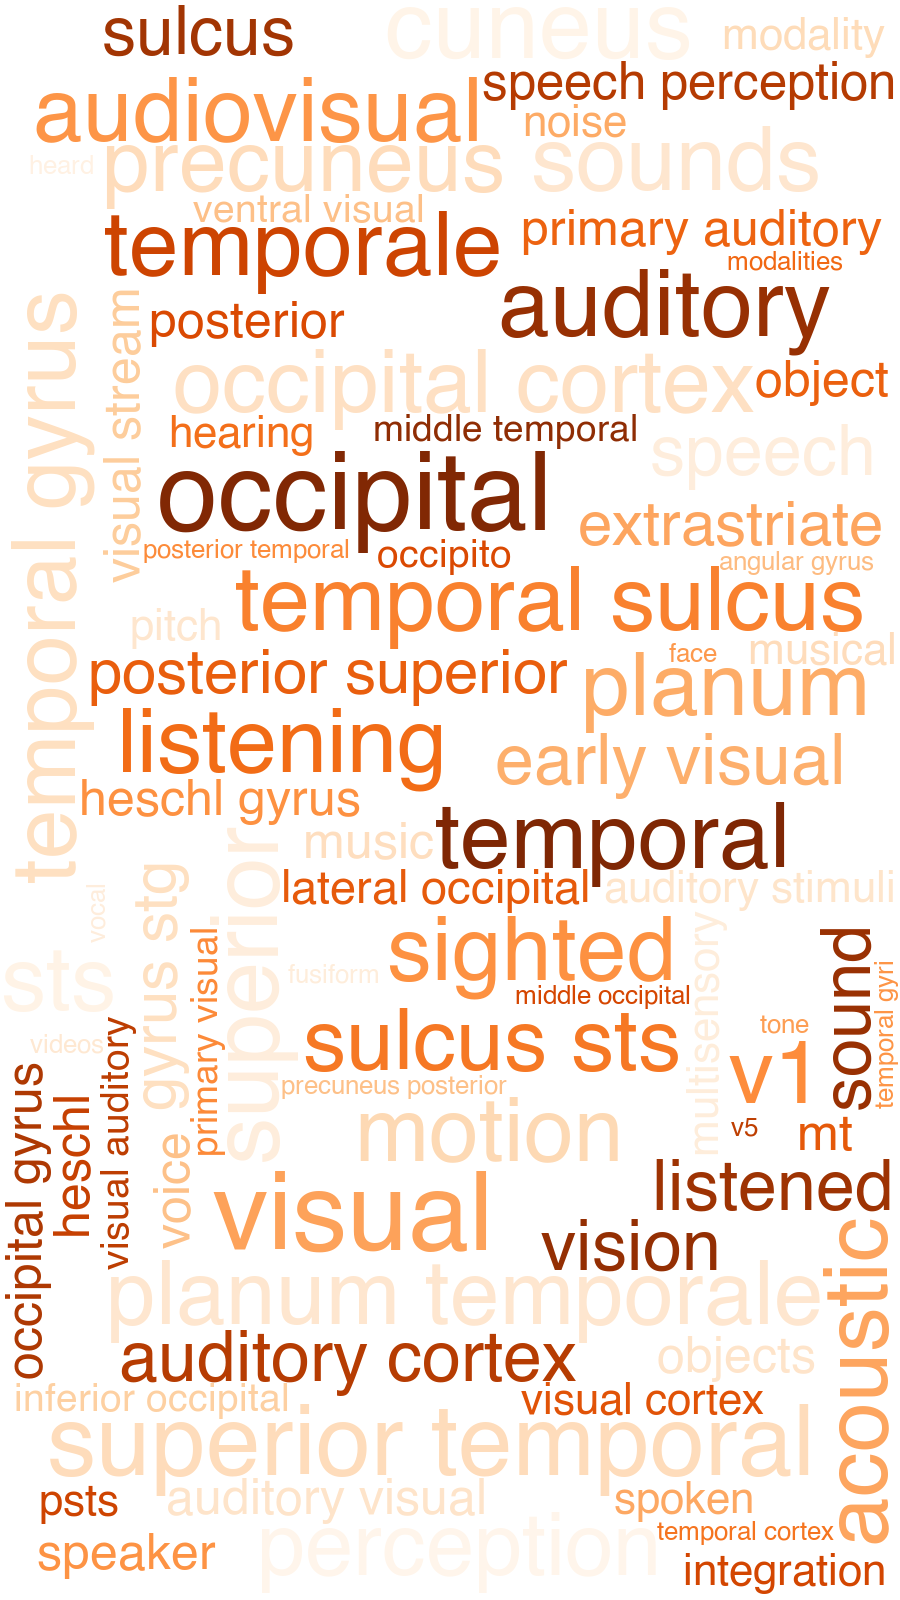 sulcus
cuneus
modality
speech perception
audiovisual
noise
precuneus
sounds
heard
ventral visual
temporale
primary auditory
modalities
auditory
posterior
temporal gyrus
visual stream
occipital cortex
object
hearing
middle temporal
speech
occipital
extrastriate
posterior temporal
occipito
angular gyrus
temporal sulcus
pitch
musical
face
posterior superior
planum
listening
early visual
heschl gyrus
music
temporal
superior
lateral occipital
auditory stimuli
vocal
gyrus stg
sts
sighted
fusiform
multisensory
sound
temporal gyri
middle occipital
primary visual
sulcus sts
tone
videos
v1
visual auditory
precuneus posterior
occipital gyrus
heschl
motion
v5
mt
voice
visual
listened
vision
acoustic
planum temporale
auditory cortex
objects
inferior occipital
visual cortex
superior temporal
psts
auditory visual
spoken
perception
temporal cortex
speaker
integration